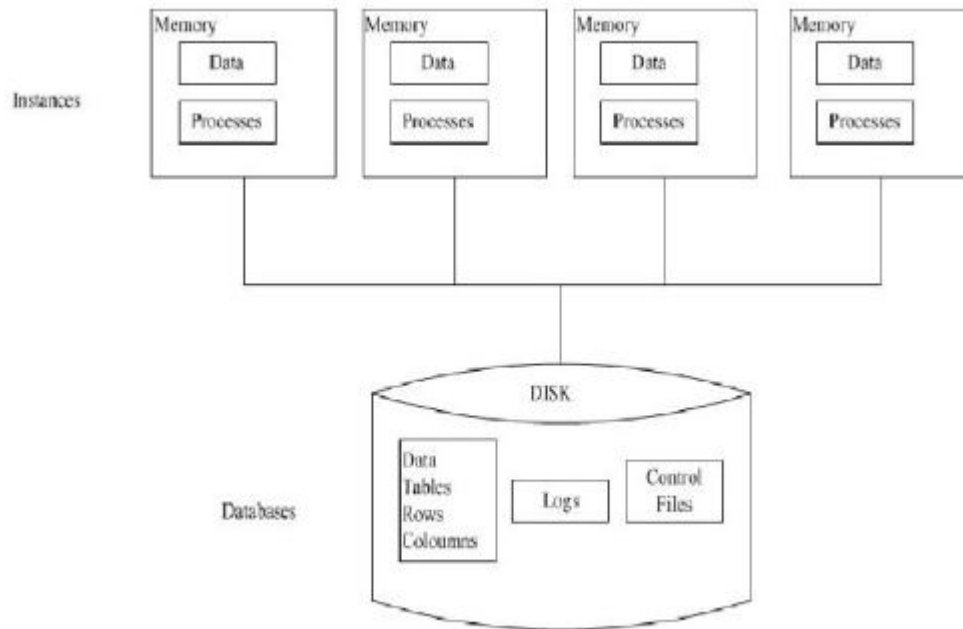 Memory
Data
Processes
Memory
Data
Processes
Memory
Data
Processes
Memory
Data
Processes
Instances
DISK
Data
Tables
Rows
Coloumns
Logs
Control
Files
Databases